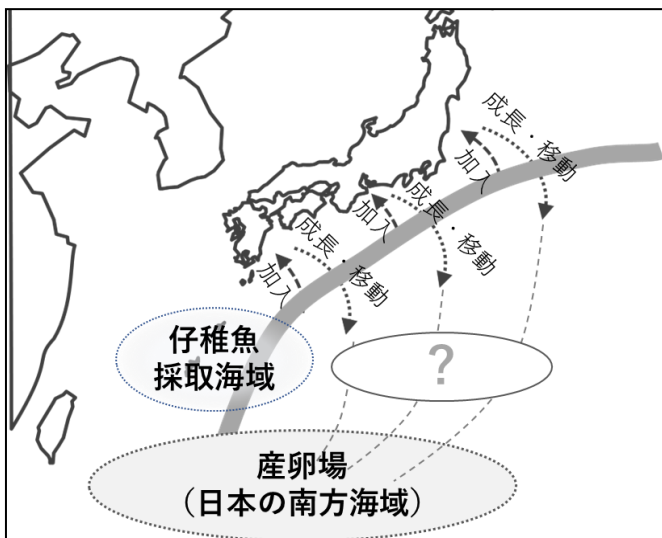 成長・移動
加入
成長・移動
加入
成長・移動
加入
仔稚魚
採取海域
?
産卵場
（日本の南方海域）